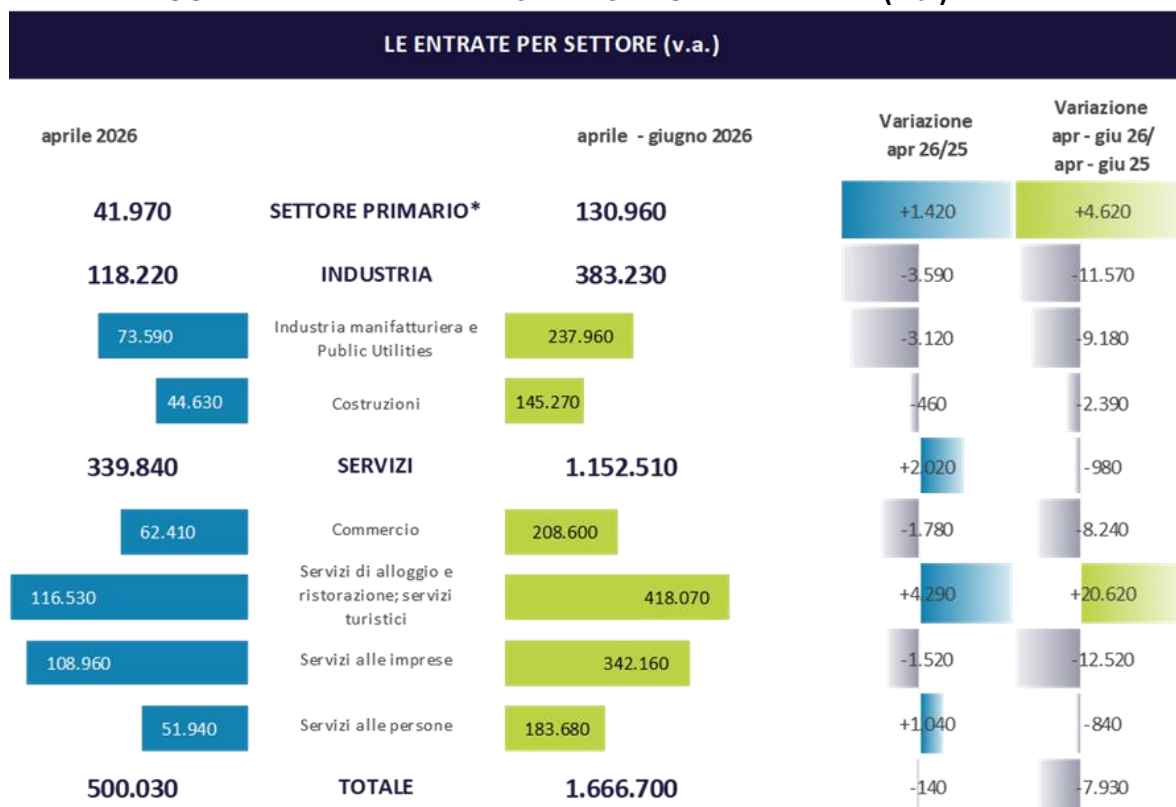 LE ENTRATE PER SETTORE (v.a.)
aprile 2026
aprile - giugno 2026
Variazione
apr 26/25
Variazione
apr - giu 26/
apr - giu 25
41.970 SETTORE PRIMARIO* 130.960 +1.420 +4.620
118.220 INDUSTRIA 383.230 -3.590 -11.570
73.590 Industria manifatturiera e
Public Utilities 237.960 -3.120 -9.180
44.630 Costruzioni 145.270 -460 -2.390
339.840 SERVIZI 1.152.510 +2.020 -980
62.410 Commercio 208.600 -1.780 -8.240
116.530 Servizi di alloggio e
ristorazione; servizi
turistici 418.070 +4.290 +20.620
108.960 Servizi alle imprese 342.160 -1.520 -12.520
51.940 Servizi alle persone 183.680 +1.040 -840
500.030 TOTALE 1.666.700 -140 -7.930